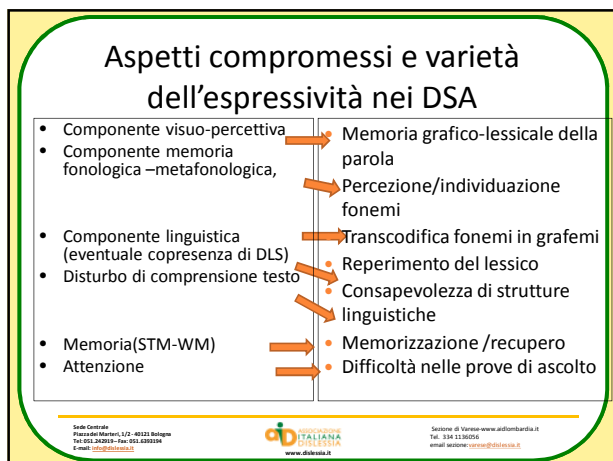 Aspetti compromessi e varietà
dell'espressività nei DSA
• Componente visuo-percettiva
• Componente memoria
fonologica –metafonologica,
• Componente linguistica
(eventuale copresenza di DLS)
• Disturbo di comprensione testo
• Memoria(STM-WM)
• Attenzione
• Memoria grafico-lessicale della
parola
• Percezione/individuazione
fonemi
• Transcodifica fonemi in grafemi
• Reperimento del lessico
• Consapevolezza di strutture
linguistiche
• Memorizzazione /recupero
• Difficoltà nelle prove di ascolto
Sede Centrale
Piazza dei Martiri, 1/2 - 40121 Bologna
Tel: 051.242919 – Fax: 051.6393194
E-mail: info@dislessia.it
aiD ASSOCIAZIONE
ITALIANA
DISLESSIA
www.dislessia.it
Sezione di Varese-www.aidlombardia.it
Tel. 334 1136056
email sezione:varese@dislessia.it